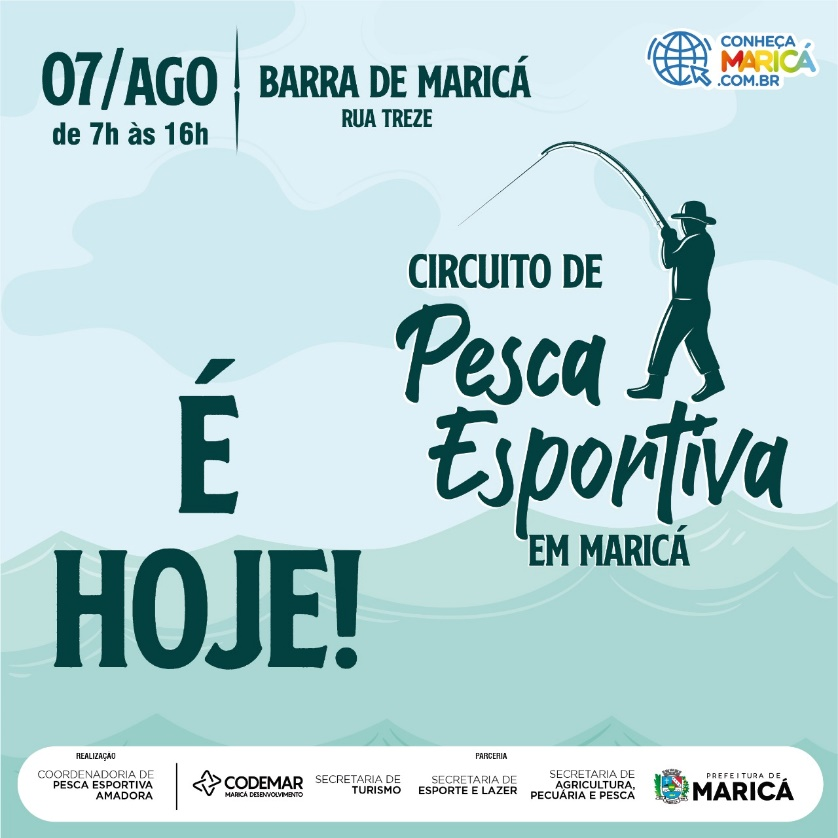 07/AGO
de 7h às 16h
BARRA DE MARICÁ
RUA TREZE
CONHEÇA
MARICÁ
.COM.BR
CIRCUITO DE
Pesca
Esportiva
EM MARICÁ
É
HOJE!
REALIZAÇÃO
COORDENADORIA DE
PESCA ESPORTIVA
AMADORA
PARCERIA
CODEMAR
MARICÁ DESENVOLVIMENTO
SECRETARIA DE
TURISMO
SECRETARIA DE
ESPORTE E LAZER
SECRETARIA DE
AGRICULTURA,
PECUÁRIA E PESCA
PREFEITURA DE
MARICÁ